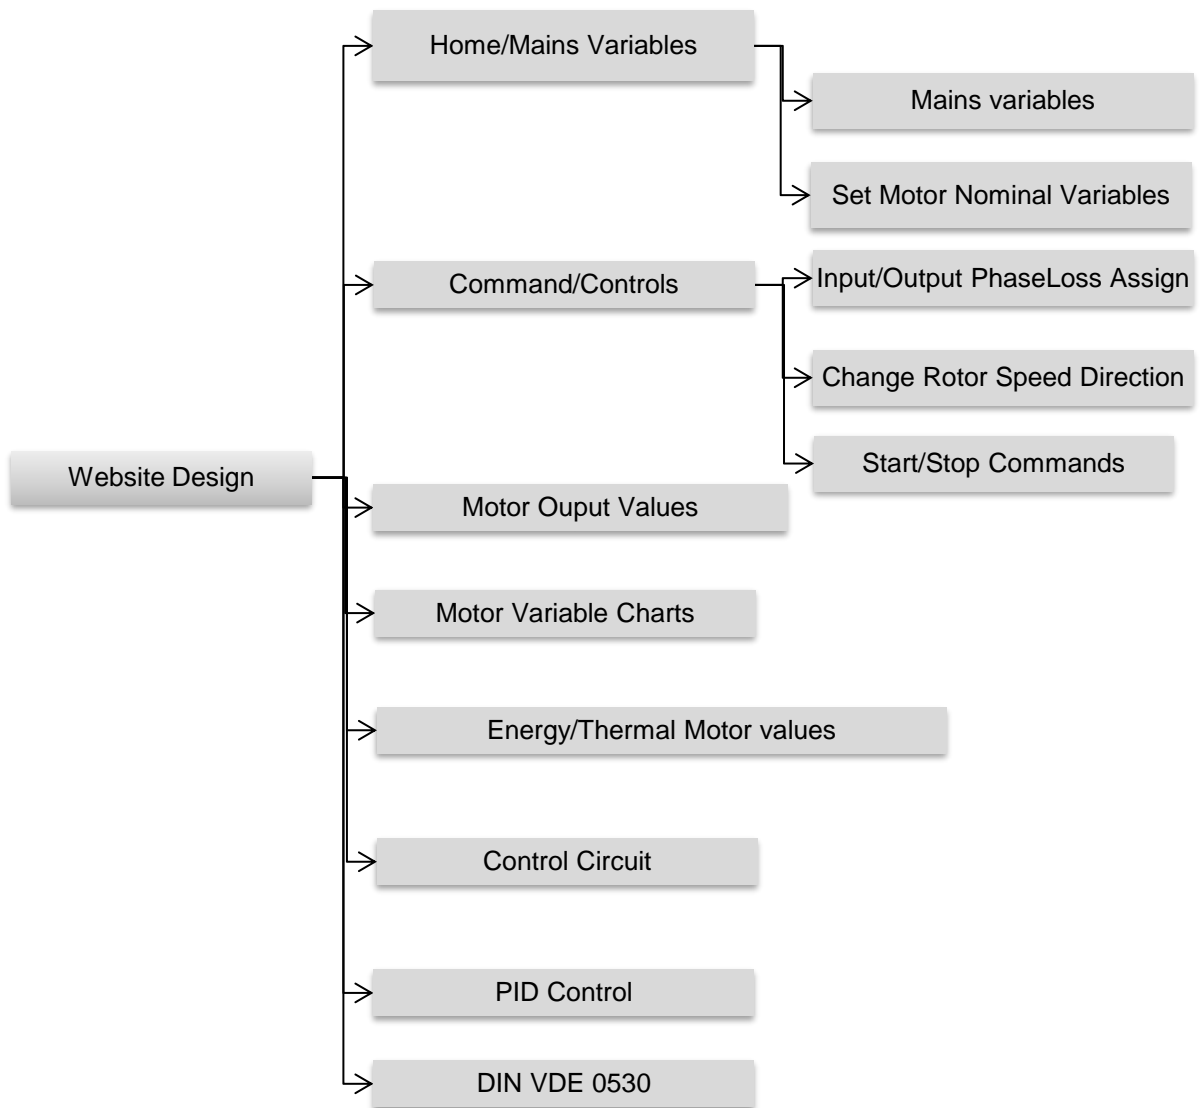 Home/Mains Variables
Mains variables
Set Motor Nominal Variables
Command/Controls
Input/Output PhaseLoss Assign
Change Rotor Speed Direction
Start/Stop Commands
Website Design
Motor Ouput Values
Motor Variable Charts
Energy/Thermal Motor values
Control Circuit
PID Control
DIN VDE 0530